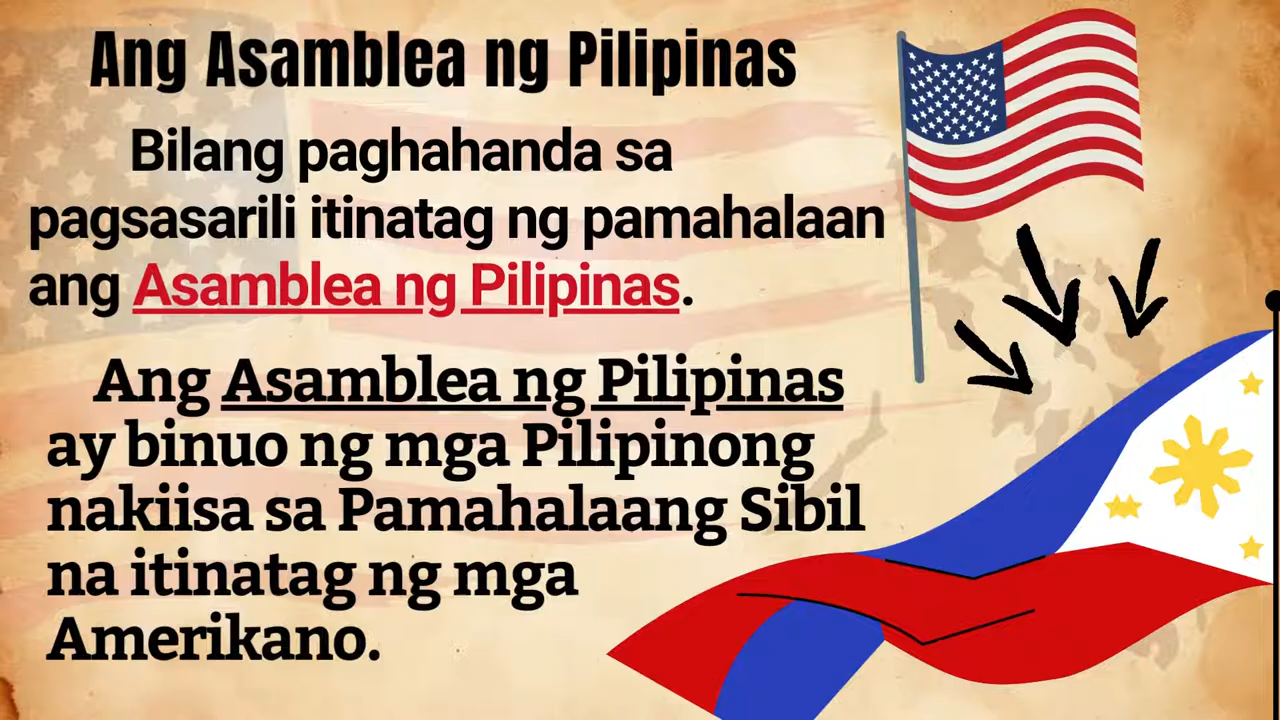 Ang Asamblea ng Pilipinas
Bilang paghahanda sa
pagsasarili itinatag ng pamahalaan
ang Asamblea ng Pilipinas.
Ang Asamblea ng Pilipinas
ay binuo ng mga Pilipinong
nakiisa sa Pamahalaang Sibil
na itinatag ng mga
Amerikano.